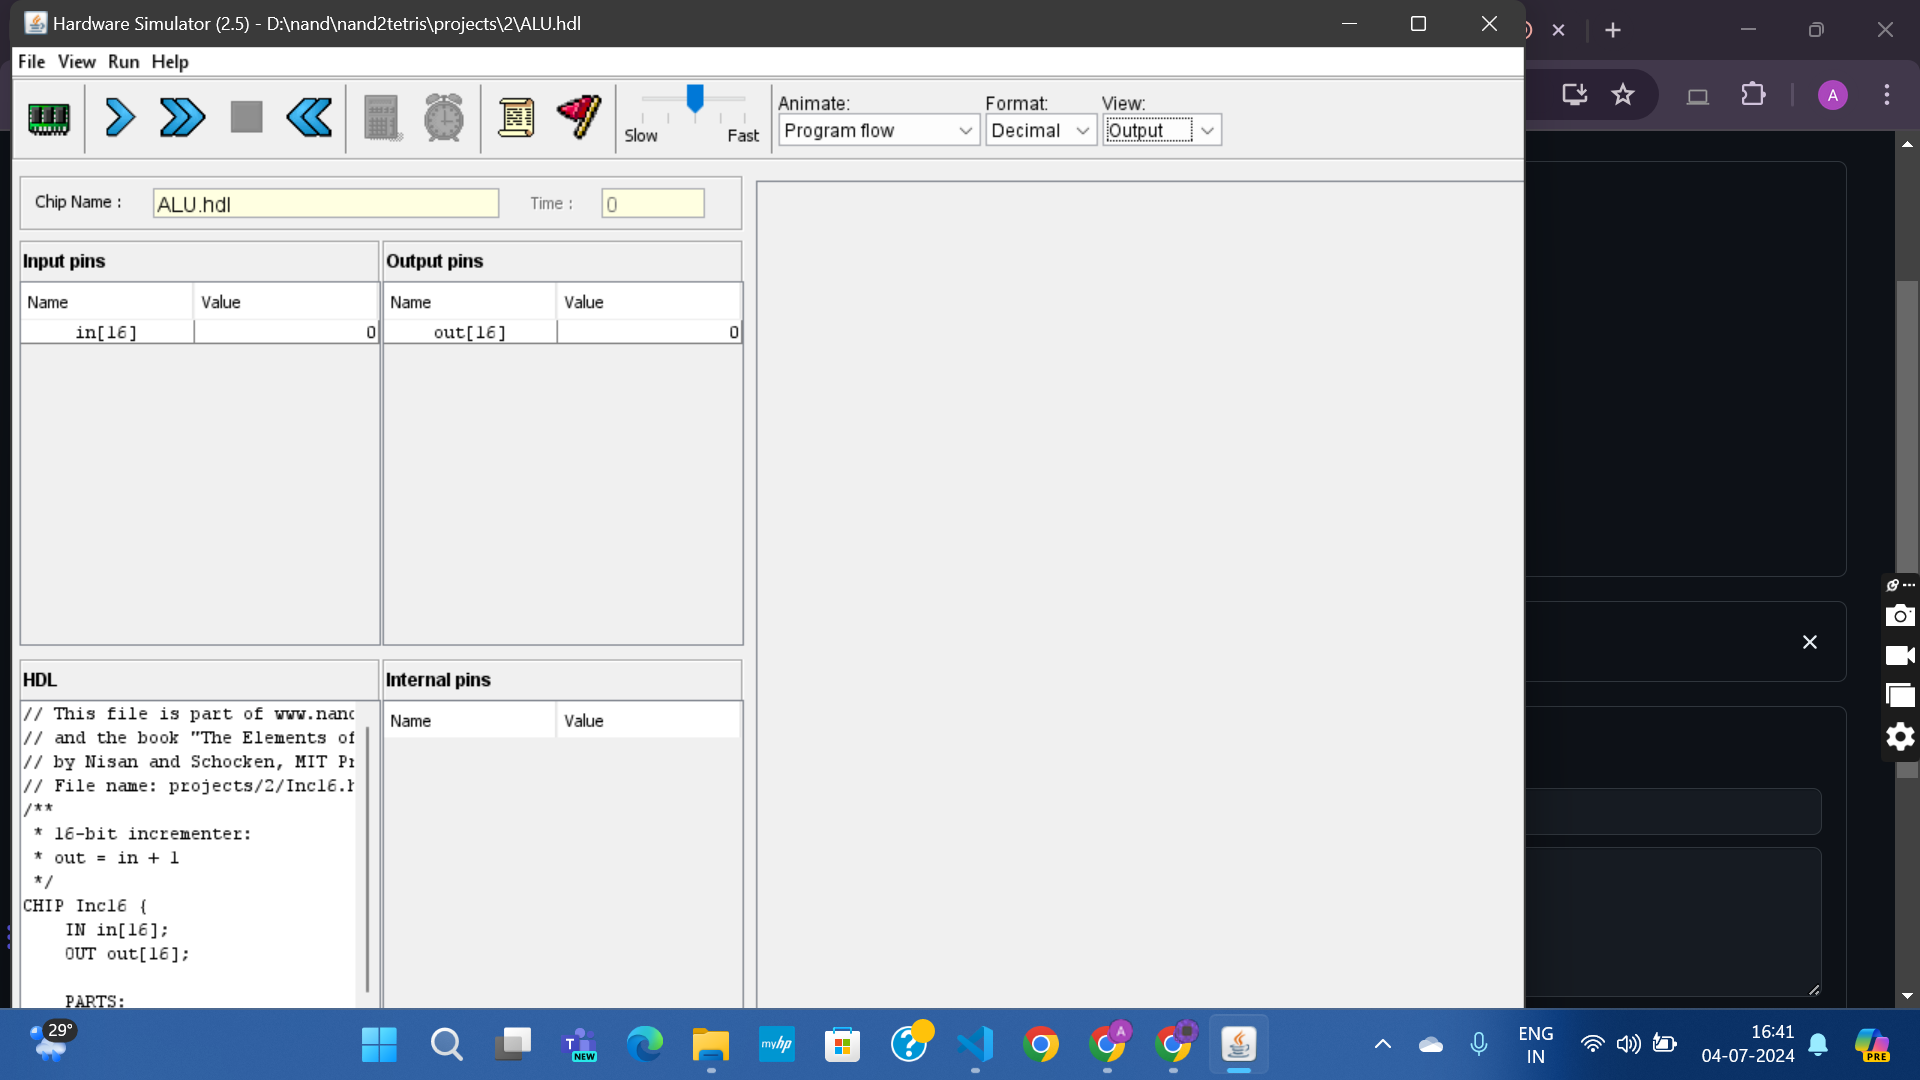 Hardware Simulator (2.5) - D:\nand\nand2tetris\projects\2\ALU.hdl
File View Run Help
Slow Fast
Animate: Format: View:
Program flow Decimal Output
A
Chip Name : ALU.hdl Time : 0
Input pins Output pins
Name Value Name Value
in[16] 0 out[16] 0
HDL Internal pins
Name Value
// This file is part of www.nand
// and the book "The Elements of
// by Nisan and Schocken, MIT Pr
// File name: projects/2/Inc16.h
/**
* 16-bit incrementer:
* out = in + 1
*/
CHIP Inc16 {
IN in[16];
OUT out[16];
PARTS:
29°
T NEW
myhp
?
A
ENG
IN
16:41
04-07-2024
PRE